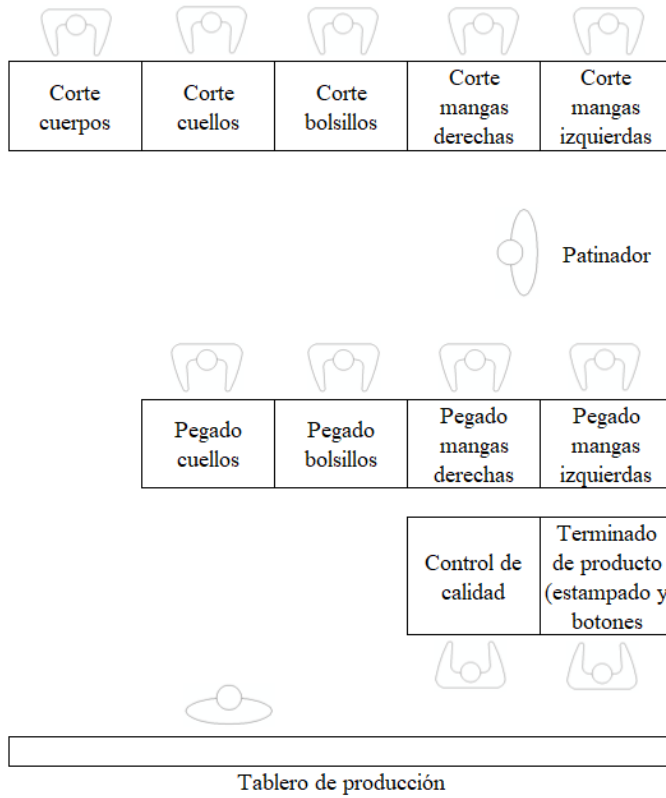 Corte
cuerpos
Corte
cuellos
Corte
bolsillos
Corte
mangas
derechas
Corte
mangas
izquierdas
Patinador
Pegado
cuellos
Pegado
bolsillos
Pegado
mangas
derechas
Pegado
mangas
izquierdas
Control de
calidad
Terminado
de producto
(estampado y
botones
Tablero de producción